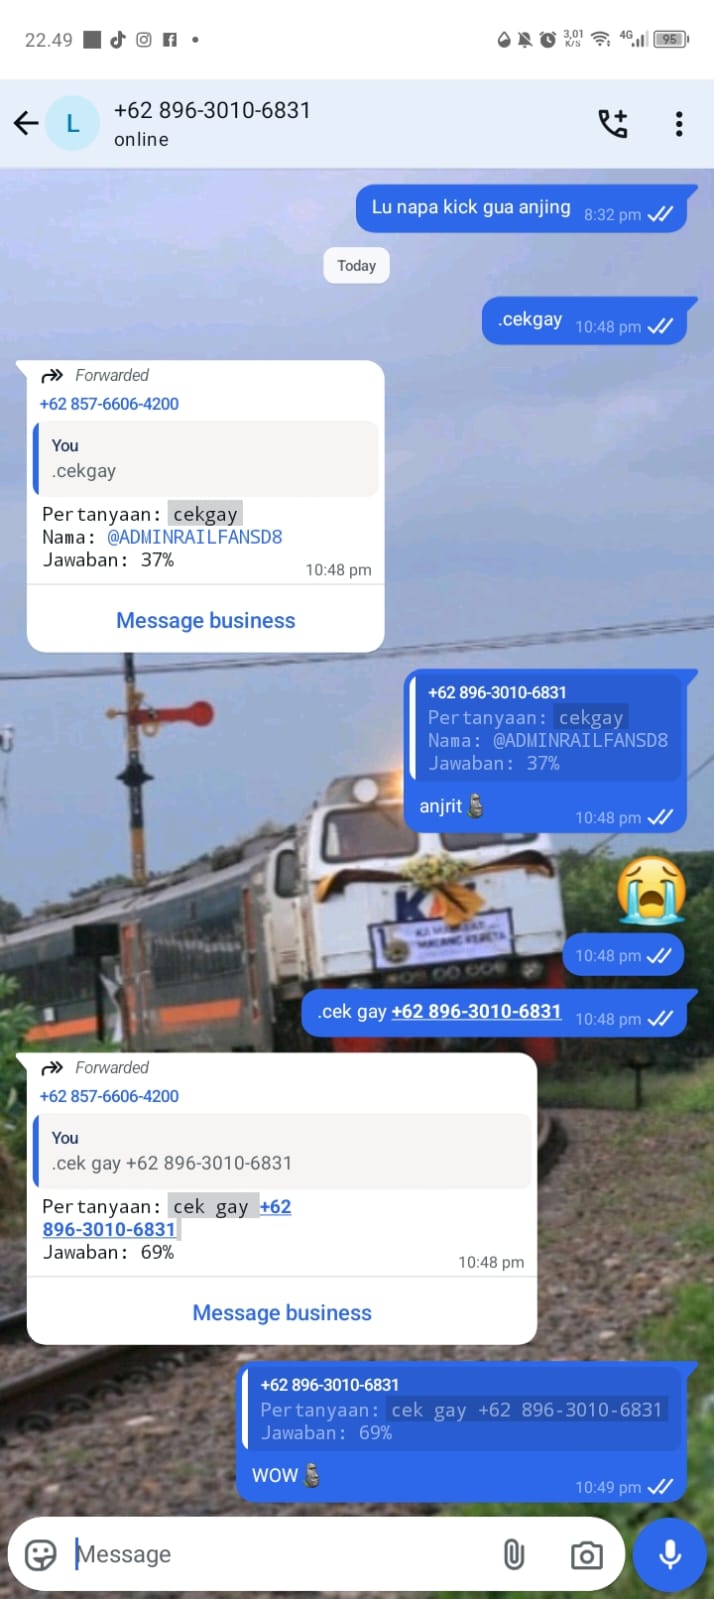 22.49
3,01
K/S
4G
95
L
+62 896-3010-6831
online
Lu napa kick gua anjing 8:32 pm
Today
.cekgay 10:48 pm
Forwarded
+62 857-6606-4200
You
.cekgay
Pertanyaan: cekgay
Nama: @ADMINRAILFANSD8
Jawaban: 37%
10:48 pm
Message business
+62 896-3010-6831
Pertanyaan: cekgay
Nama: @ADMINRAILFANSD8
Jawaban: 37%
anjrit🗿
10:48 pm
😭
10:48 pm
.cek gay +62 896-3010-6831 10:48 pm
Forwarded
+62 857-6606-4200
You
.cek gay +62 896-3010-6831
Pertanyaan: cek gay +62
896-3010-6831
Jawaban: 69%
10:48 pm
Message business
+62 896-3010-6831
Pertanyaan: cek gay +62 896-3010-6831
Jawaban: 69%
WOW🗿
10:49 pm
Message